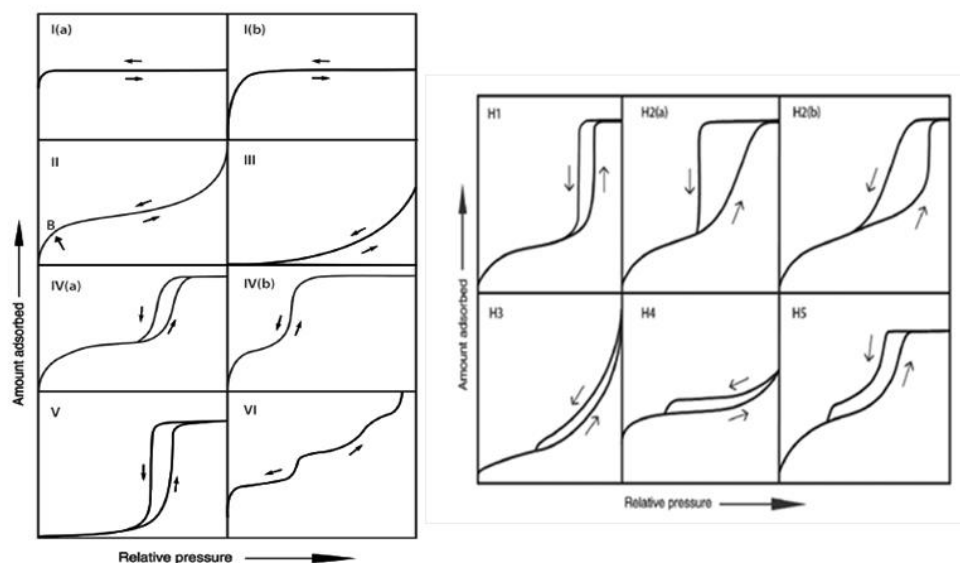 I(a)
I(b)
II
III
B
IV(a)
IV(b)
V
VI
Amount adsorbed
Relative pressure
H1
H2(a)
H2(b)
H3
H4
H5
Amount adsorbed
Relative pressure